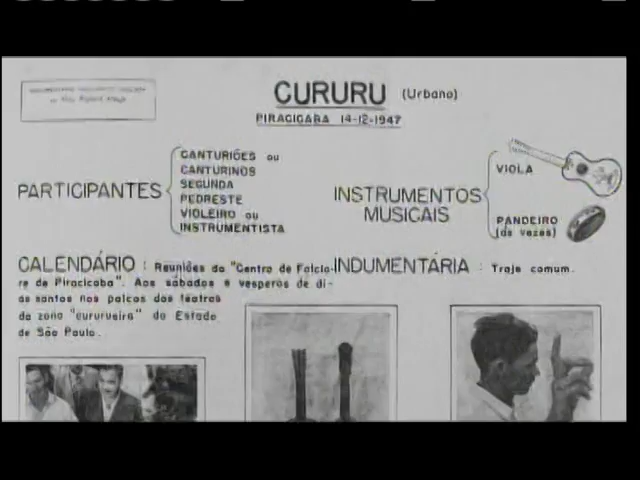 CURURU (Urbano)
PIRACICABA 14-12-1947
PARTICIPANTES
CANTURIÕES ou
CANTURINOS
SEGUNDA
PEDRESTE
VIOLEIRO ou
INSTRUMENTISTA
INSTRUMENTOS
MUSICAIS
VIOLA
PANDEIRO
(ás vezes)
CALENDÁRIO : Reuniões do "Centro de Folclo-
re de Piracicaba". Aos sábados e vesperos de di-
as santos nos palcos dos teatros
da zona "cururueira" do Estado
de São Paulo.
INDUMENTÁRIA : Traje comum.